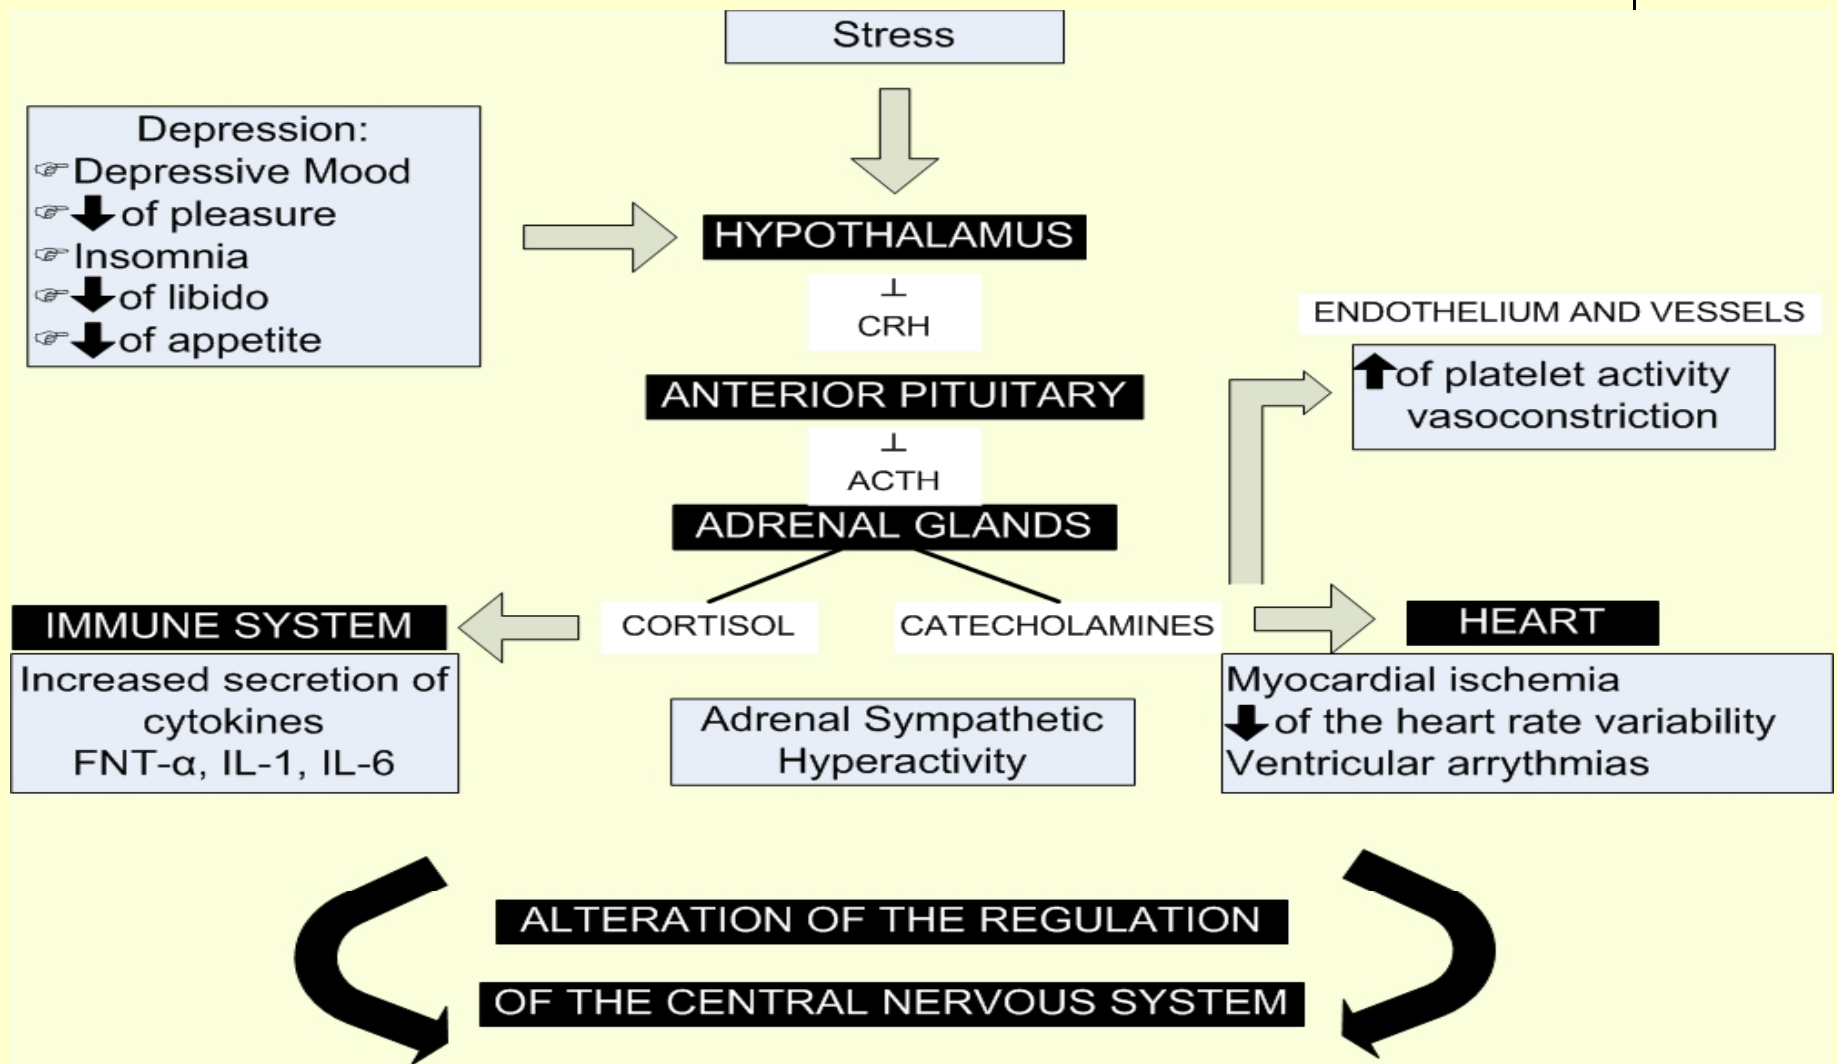 Stress
Depression:
☞Depressive Mood
☞⬇of pleasure
☞Insomnia
☞⬇of libido
☞⬇of appetite
HYPOTHALAMUS
⊥
CRH
ANTERIOR PITUITARY
⊥
ACTH
ADRENAL GLANDS
ENDOTHELIUM AND VESSELS
⬆of platelet activity
vasoconstriction
IMMUNE SYSTEM
CORTISOL
CATECHOLAMINES
HEART
Increased secretion of
cytokines
FNT-α, IL-1, IL-6
Adrenal Sympathetic
Hyperactivity
Myocardial ischemia
⬇of the heart rate variability
Ventricular arrythmias
ALTERATION OF THE REGULATION
OF THE CENTRAL NERVOUS SYSTEM